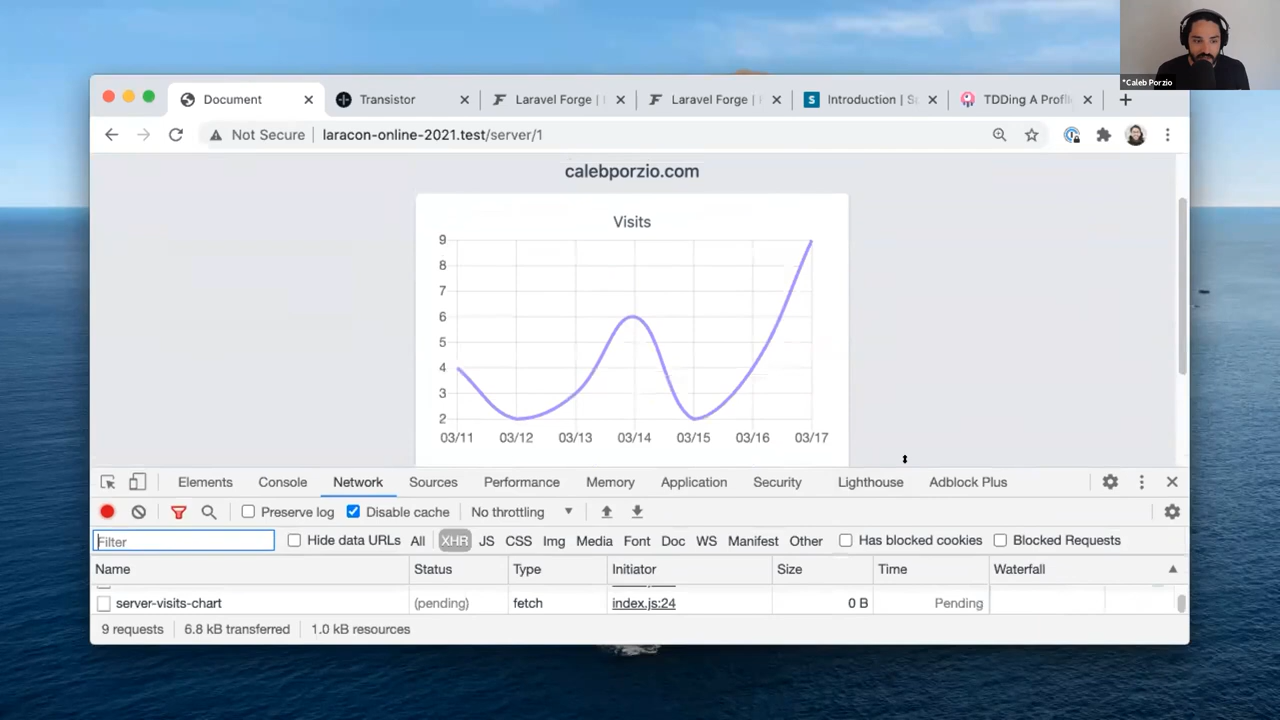 *Caleb Porzio
Document
Transistor
Laravel Forge |
Laravel Forge |
Introduction |
TDDing A Profil
Not Secure
laracon-online-2021.test/server/1
calebporzio.com
Visits
9
8
7
6
5
4
3
2
03/11 03/12 03/13 03/14 03/15 03/16 03/17
Elements Console Network Sources Performance Memory Application Security Lighthouse Adblock Plus
Preserve log Disable cache No throttling
Filter Hide data URLs All XHR JS CSS Img Media Font Doc WS Manifest Other Has blocked cookies Blocked Requests
Name Status Type Initiator Size Time Waterfall
server-visits-chart (pending) fetch index.js:24 0 B Pending
9 requests 6.8 kB transferred 1.0 kB resources